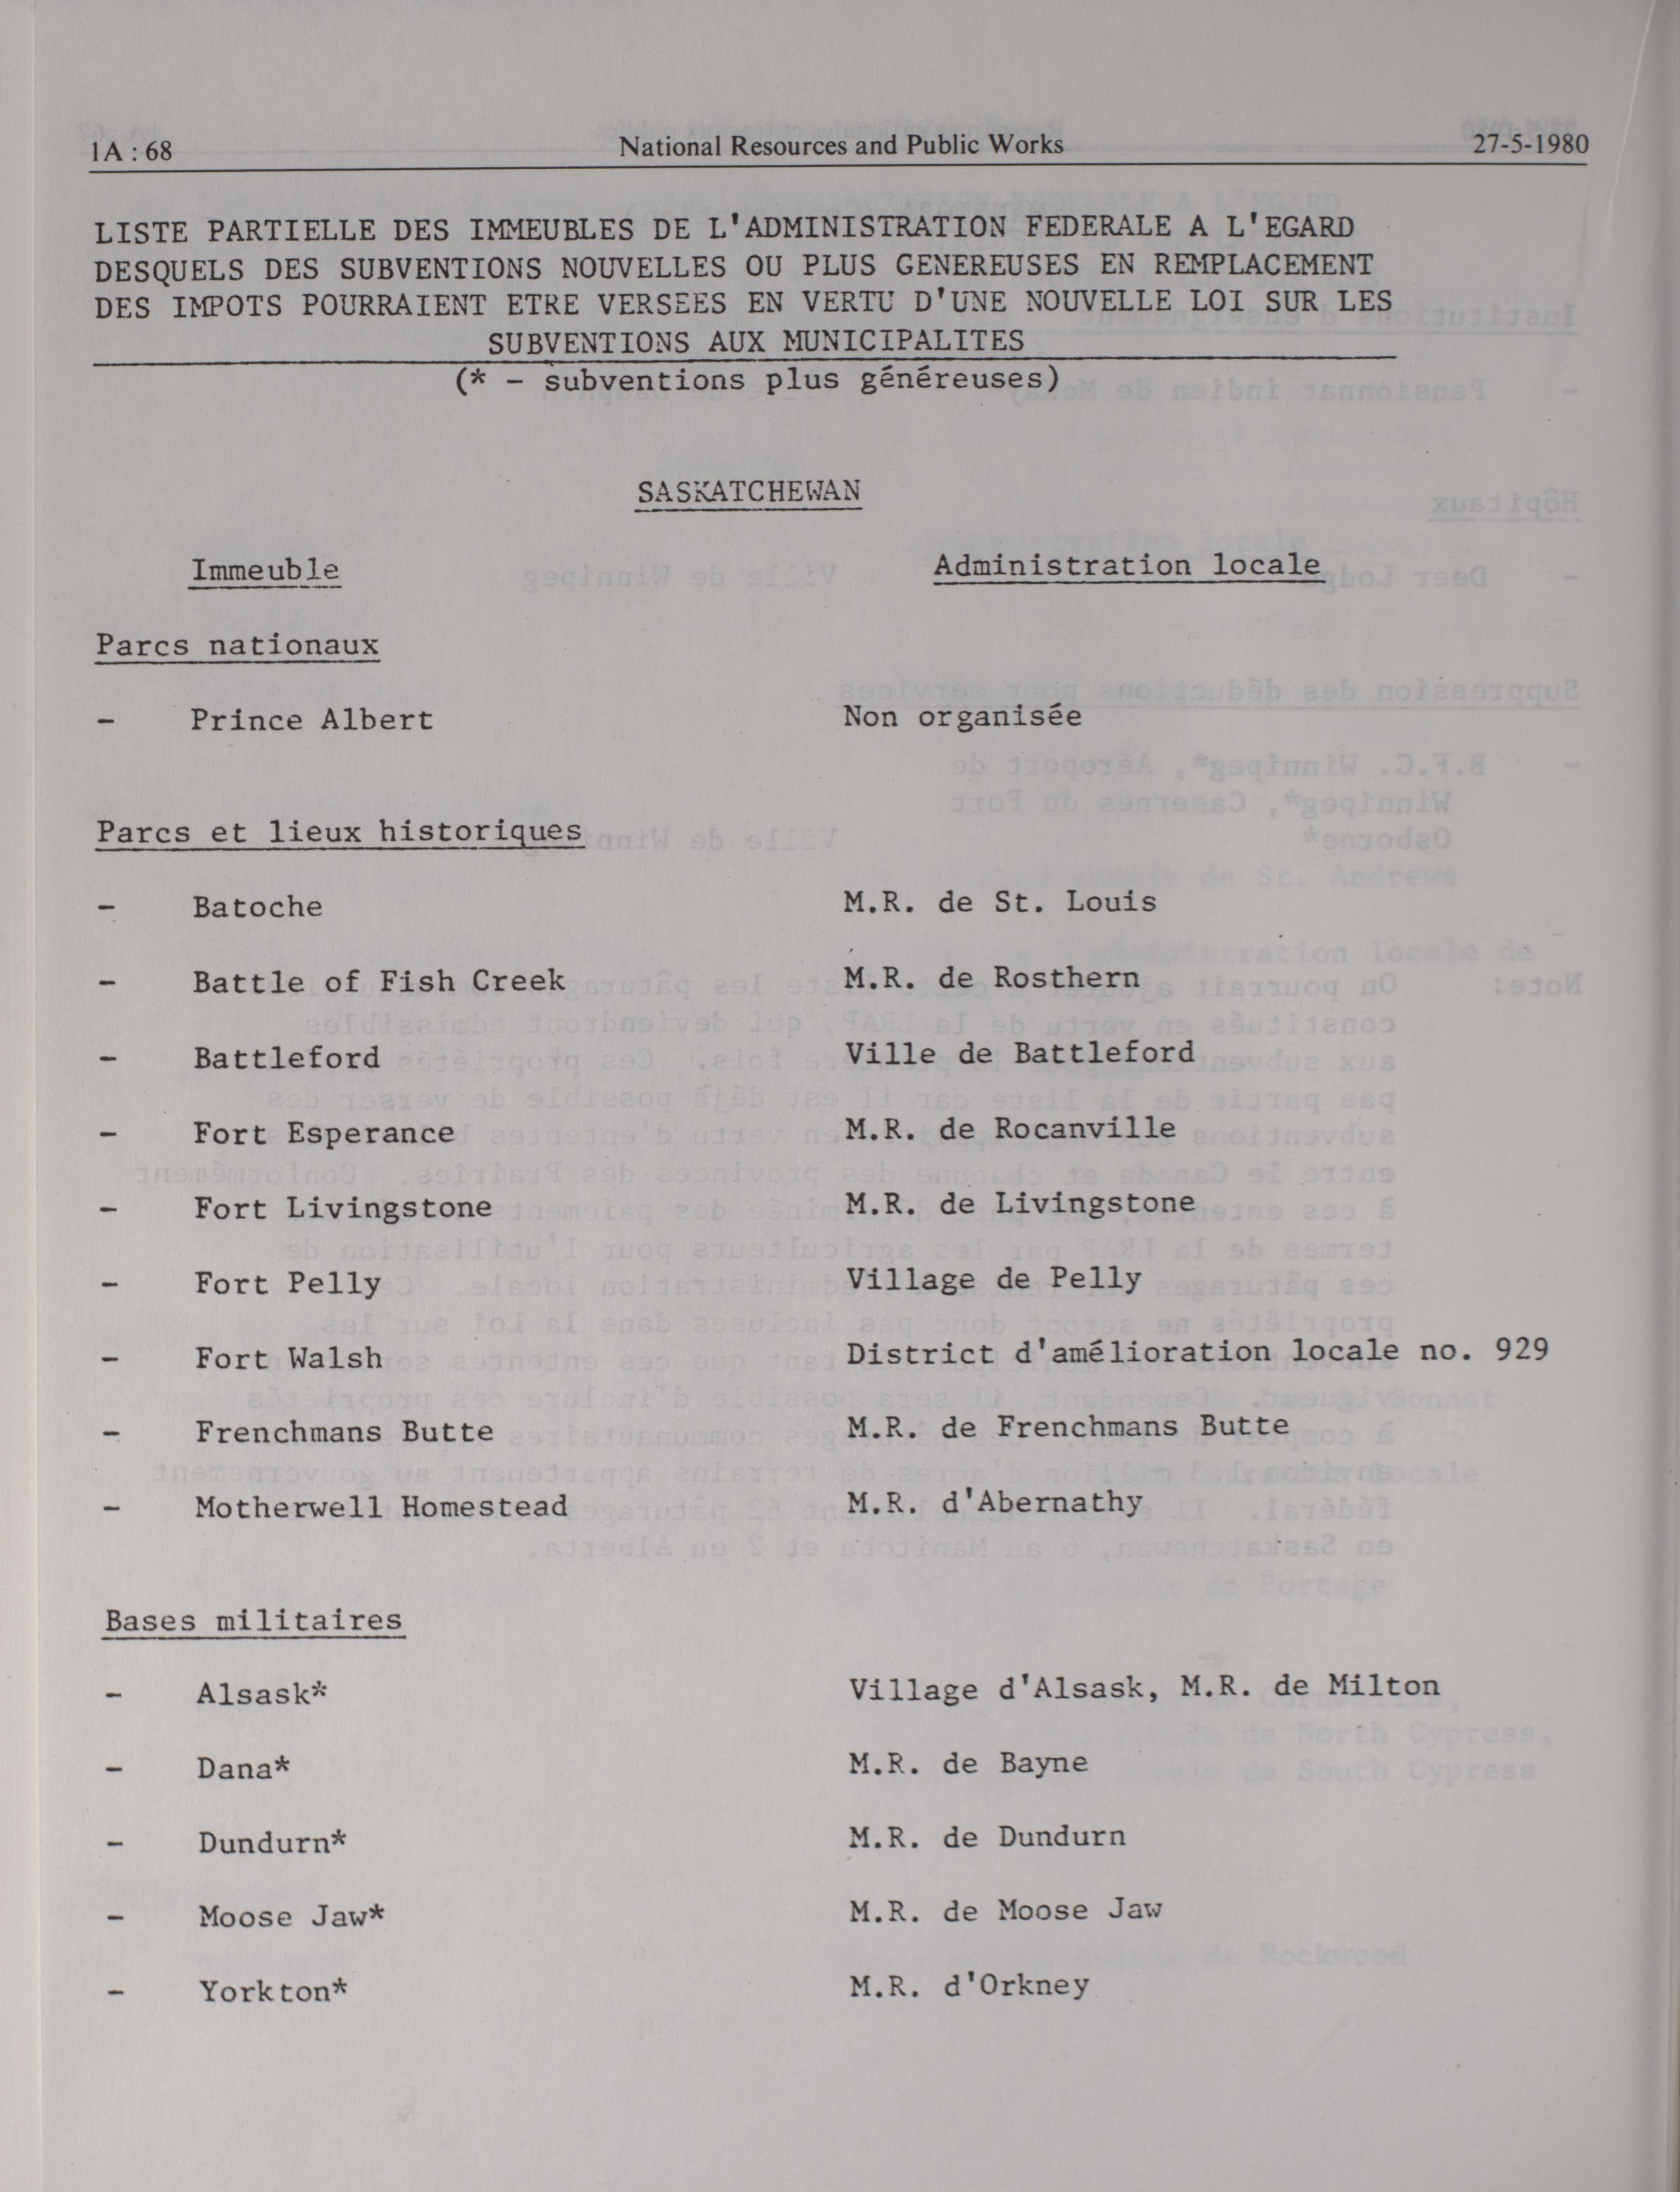 1A : 68 National Resources and Public Works 27-5-1980
LISTE PARTIELLE DES IMMEUBLES DE L'ADMINISTRATION FEDERALE A L'EGARD
DESQUELS DES SUBVENTIONS NOUVELLES OU PLUS GENEREUSES EN REMPLACEMENT
DES IMPOTS POURRAIENT ETRE VERSEES EN VERTU D'UNE NOUVELLE LOI SUR LES
SUBVENTIONS AUX MUNICIPALITES
(* - subventions plus généreuses)
SASKATCHEWAN
Immeuble Administration locale
Parcs nationaux
- Prince Albert Non organisée
Parcs et lieux historiques
- Batoche M.R. de St. Louis
- Battle of Fish Creek M.R. de Rosthern
- Battleford Ville de Battleford
- Fort Esperance M.R. de Rocanville
- Fort Livingstone M.R. de Livingstone
- Fort Pelly Village de Pelly
- Fort Walsh District d'amélioration locale no. 929
- Frenchmans Butte M.R. de Frenchmans Butte
- Motherwell Homestead M.R. d'Abernathy
Bases militaires
- Alsask* Village d'Alsask, M.R. de Milton
- Dana* M.R. de Bayne
- Dundurn* M.R. de Dundurn
- Moose Jaw* M.R. de Moose Jaw
- Yorkton* M.R. d'Orkney